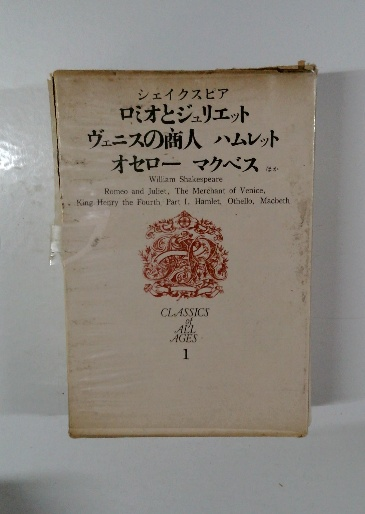 シェイクスピア
ロミオとジュリエット
ヴェニスの商人 ハムレット
オセロー マクベス ほか
William Shakespeare
Romeo and Juliet, The Merchant of Venice,
King Henry the Fourth, Part 1, Hamlet, Othello, Macbeth
CLASSICS
of
ALL
AGES
1